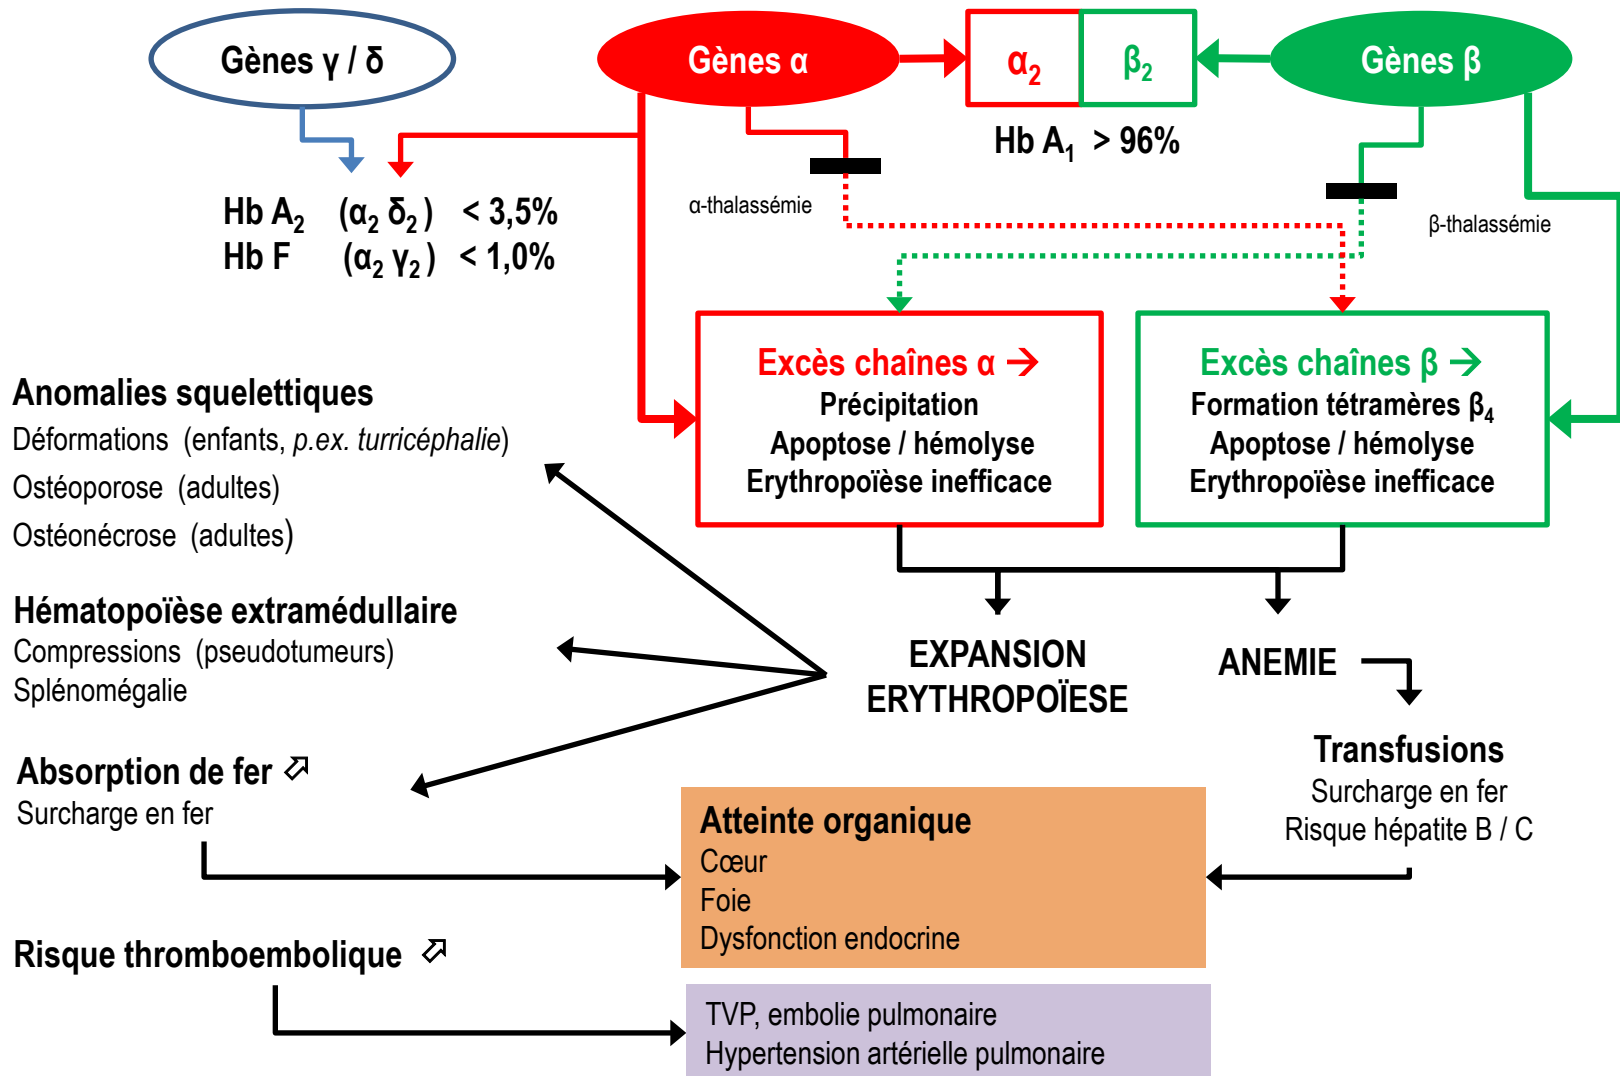 Gènes γ / δ
Gènes α
α2
β2
Gènes β
Hb A1 > 96%
Hb A2 (α2 δ2 ) < 3,5%
Hb F (α2 γ2 ) < 1,0%
α-thalassémie
β-thalassémie
Excès chaînes α →
Précipitation
Apoptose / hémolyse
Erythropoïèse inefficace
Excès chaînes β →
Formation tétramères β4
Apoptose / hémolyse
Erythropoïèse inefficace
Anomalies squelettiques
Déformations (enfants, p.ex. turricéphalie)
Ostéoporose (adultes)
Ostéonécrose (adultes)
Hématopoïèse extramédullaire
Compressions (pseudotumeurs)
Splénomégalie
EXPANSION
ERYTHROPOÏESE
ANEMIE
Absorption de fer ⬀
Surcharge en fer
Transfusions
Surcharge en fer
Risque hépatite B / C
Atteinte organique
Cœur
Foie
Dysfonction endocrine
Risque thromboembolique ⬀
TVP, embolie pulmonaire
Hypertension artérielle pulmonaire